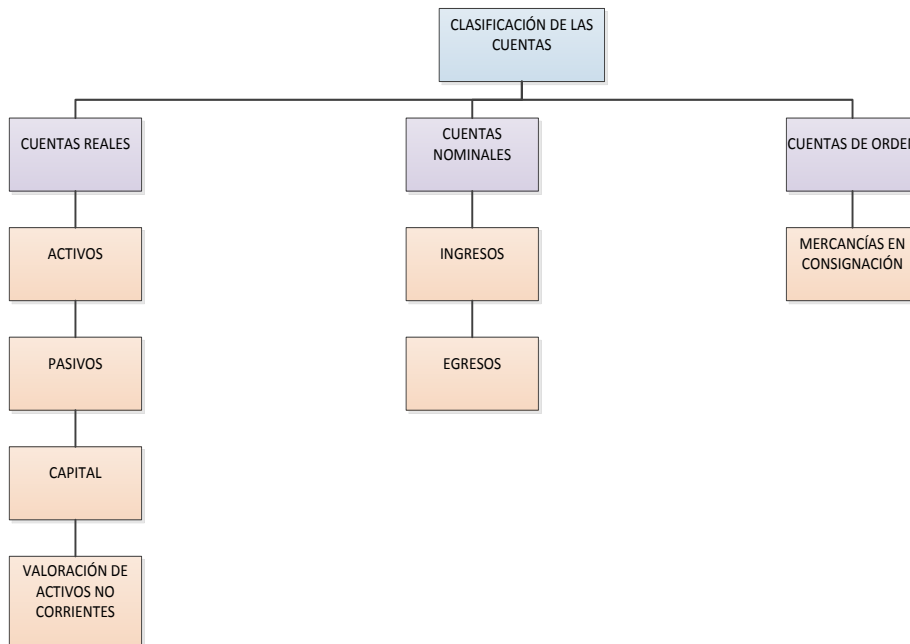 CLASIFICACIÓN DE LAS
CUENTAS
CUENTAS REALES
CUENTAS
NOMINALES
CUENTAS DE ORDE
ACTIVOS
INGRESOS
MERCANCÍAS EN
CONSIGNACIÓN
PASIVOS
EGRESOS
CAPITAL
VALORACIÓN DE
ACTIVOS NO
CORRIENTES